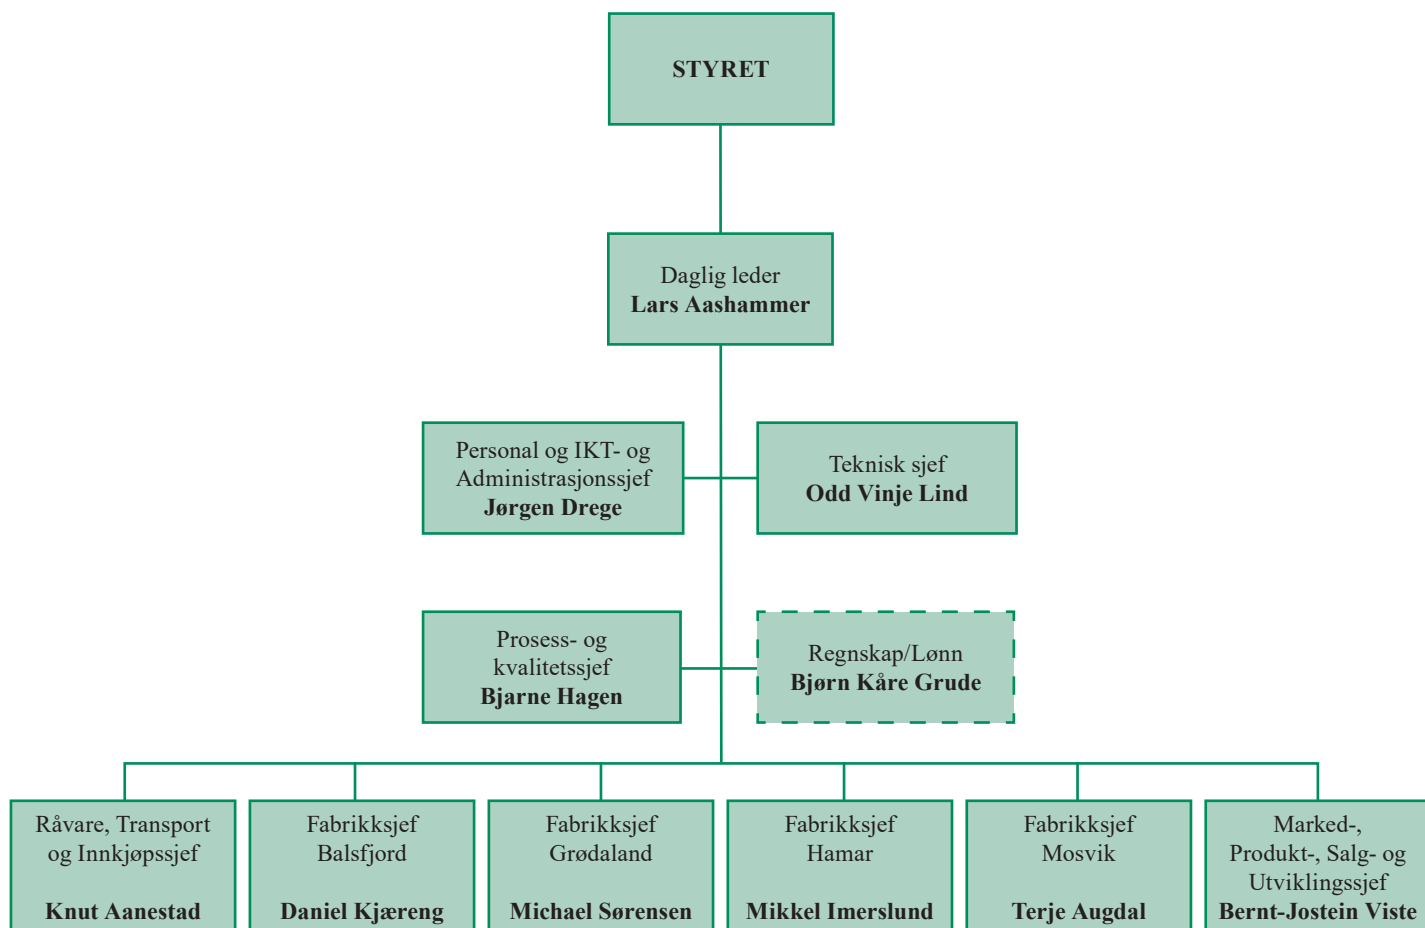 STYRET
Daglig leder
Lars Aashammer
Personal og IKT- og
Administrasjonssjef
Jørgen Drege
Teknisk sjef
Odd Vinje Lind
Prosess- og
kvalitetssjef
Bjarne Hagen
Regnskap/Lønn
Bjørn Kåre Grude
Råvare, Transport
og Innkjøpssjef
Knut Aanestad
Fabrikksjef
Balsfjord
Daniel Kjæreng
Fabrikksjef
Grødaland
Michael Sørensen
Fabrikksjef
Hamar
Mikkel Imerslund
Fabrikksjef
Mosvik
Terje Augdal
Marked-,
Produkt-, Salg- og
Utviklingssjef
Bernt-Jostein Viste